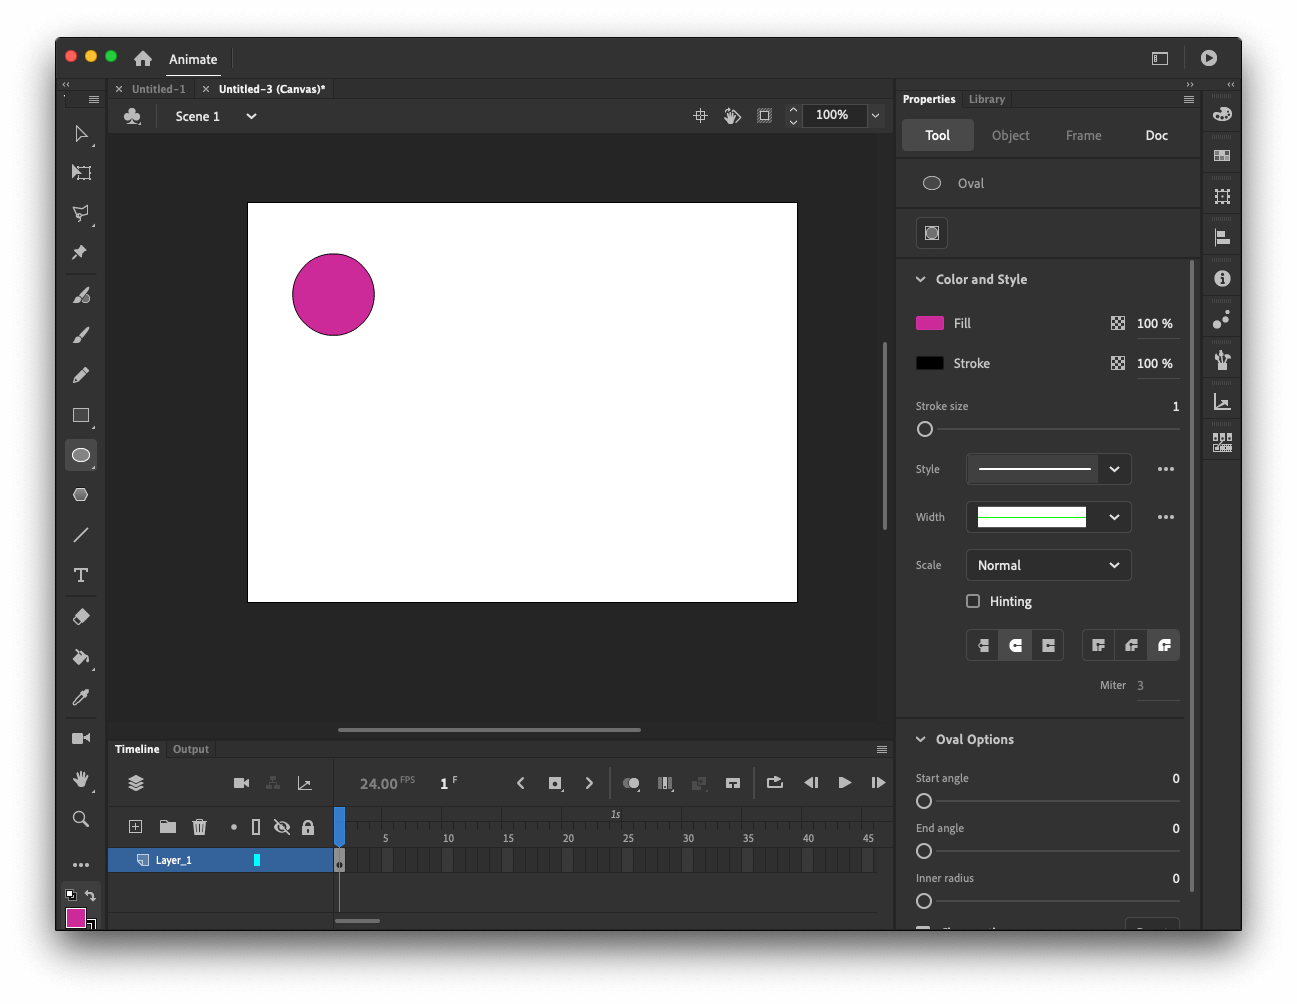 Animate
Untitled-1
Untitled-3 (Canvas)*
Scene 1
100%
Properties
Library
Tool
Object
Frame
Doc
Oval
Color and Style
Fill
100 %
Stroke
100 %
Stroke size
1
Style
Width
Scale
Normal
Hinting
Miter
3
Oval Options
Start angle
0
End angle
0
Inner radius
0
Timeline
Output
24.00 FPS
1 F
1s
5
10
15
20
25
30
35
40
45
Layer_1